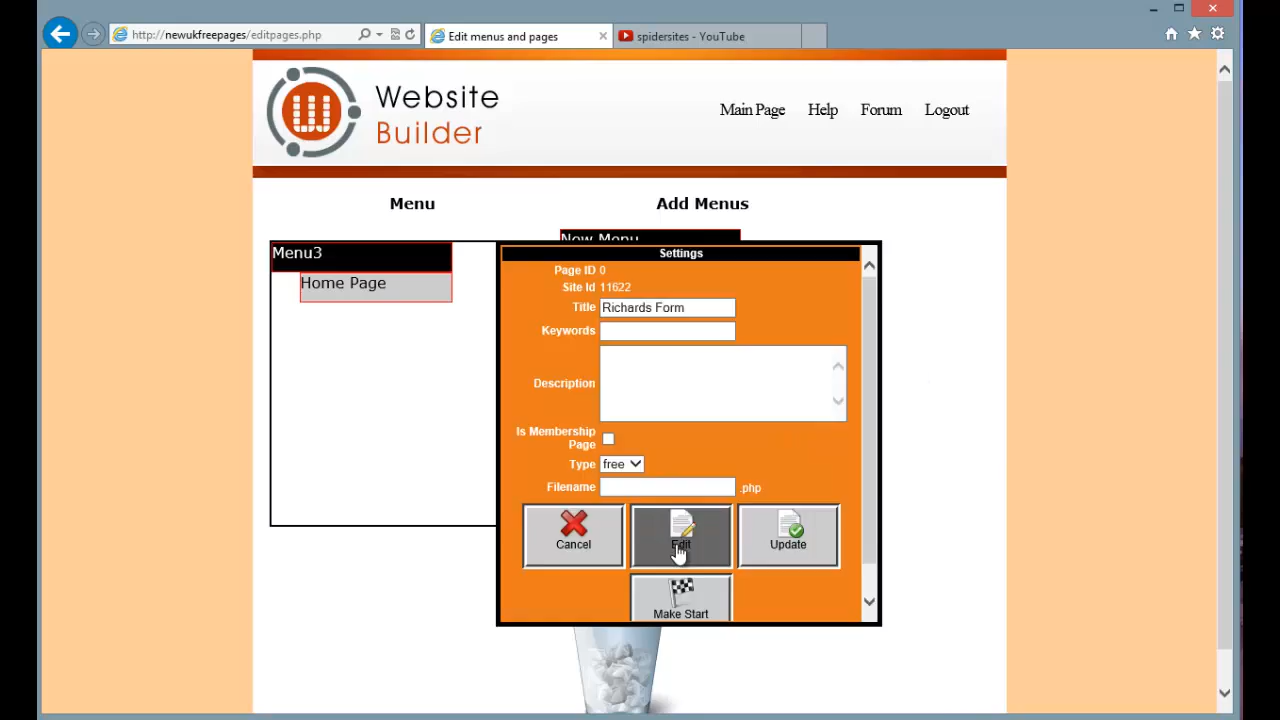 http://newukfreepages/editpages.php
Edit menus and pages
spidersites - YouTube
Website
Builder
Main Page
Help
Forum
Logout
Menu
Add Menus
Menu3
Home Page
New Menu
Settings
Page ID 0
Site Id 11622
Title Richards Form
Keywords
Description
Is Membership
Page
Type free
Filename .php
Cancel
Edit
Update
Make Start